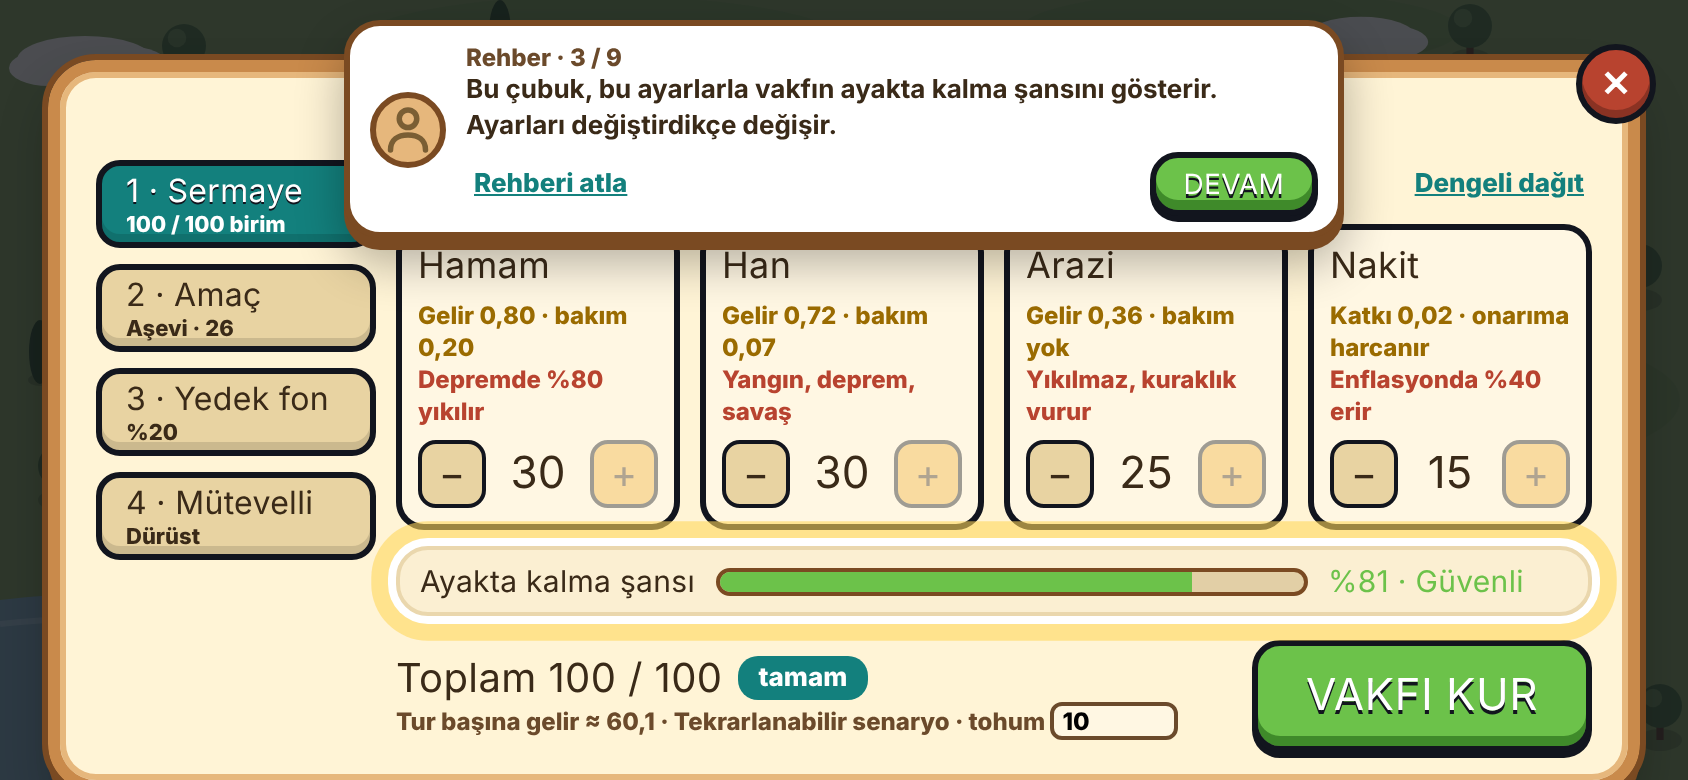 Rehber · 3 / 9
Bu çubuk, bu ayarlarla vakfın ayakta kalma şansını gösterir.
Ayarları değiştirdikçe değişir.
Rehberi atla
DEVAM
×
Dengeli dağıt
1 · Sermaye
100 / 100 birim
2 · Amaç
Aşevi · 26
3 · Yedek fon
%20
4 · Mütevelli
Dürüst
Hamam
Gelir 0,80 · bakım
0,20
Depremde %80
yıkılır
− 30 +
Han
Gelir 0,72 · bakım
0,07
Yangın, deprem,
savaş
− 30 +
Arazi
Gelir 0,36 · bakım
yok
Yıkılmaz, kuraklık
vurur
− 25 +
Nakit
Katkı 0,02 · onarıma
harcanır
Enflasyonda %40
erir
− 15 +
Ayakta kalma şansı %81 · Güvenli
Toplam 100 / 100 tamam
Tur başına gelir ≈ 60,1 · Tekrarlanabilir senaryo · tohum 10
VAKFI KUR